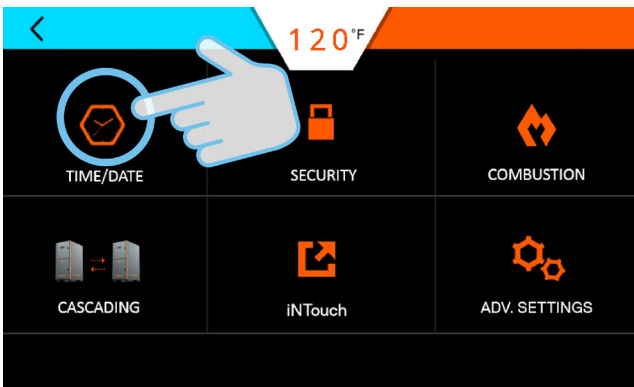 120°F
TIME/DATE
SECURITY
COMBUSTION
CASCADING
iNTouch
ADV. SETTINGS